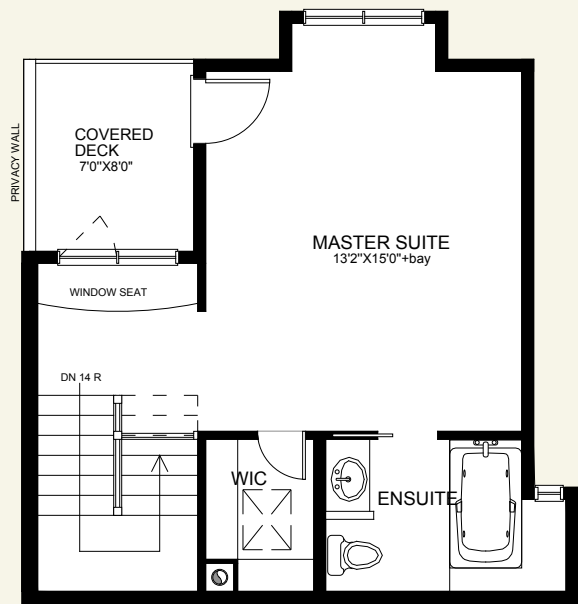 PRIVACY WALL
COVERED
DECK
7'0"X8'0"
MASTER SUITE
13'2"X15'0"+bay
WINDOW SEAT
DN 14 R
WIC
ENSUITE